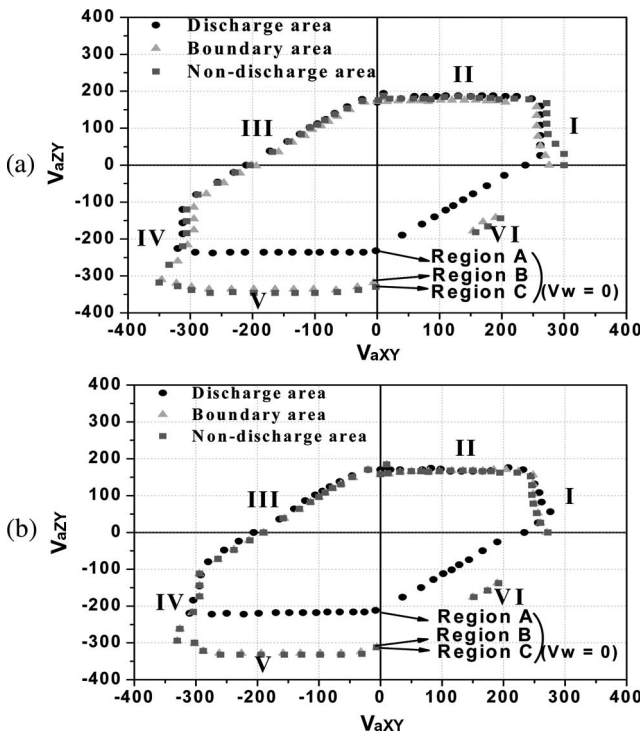 (a)
400
300
200
100
0
-100
-200
-300
-400
VaZY
Discharge area
Boundary area
Non-discharge area
I
II
III
IV
V
VI
Region A
Region B
Region C
(Vw = 0)
-400 -300 -200 -100 0 100 200 300 400
VaXY
(b)
400
300
200
100
0
-100
-200
-300
-400
VaZY
Discharge area
Boundary area
Non-discharge area
I
II
III
IV
V
VI
Region A
Region B
Region C
(Vw = 0)
-400 -300 -200 -100 0 100 200 300 400
VaXY